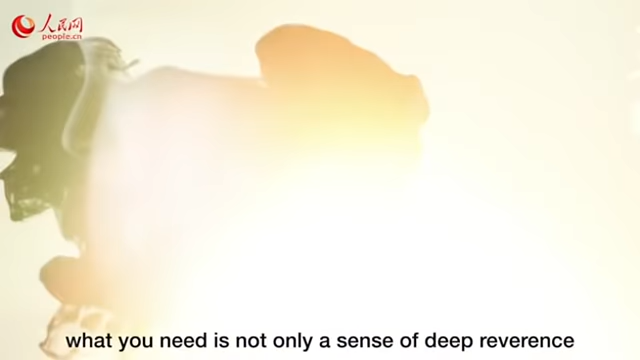 人民网
people.cn
what you need is not only a sense of deep reverence